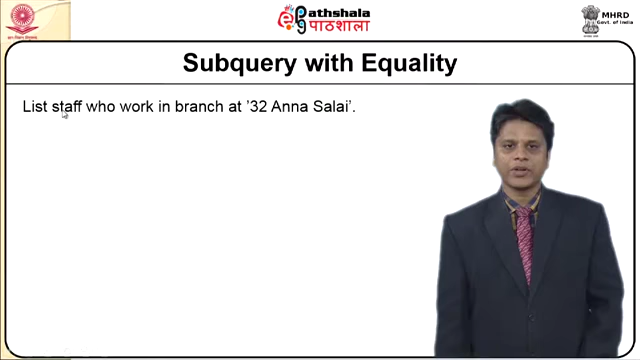 Pathshala
पाठशाला
MHRD
Govt. of India
Subquery with Equality
List staff who work in branch at ’32 Anna Salai’.